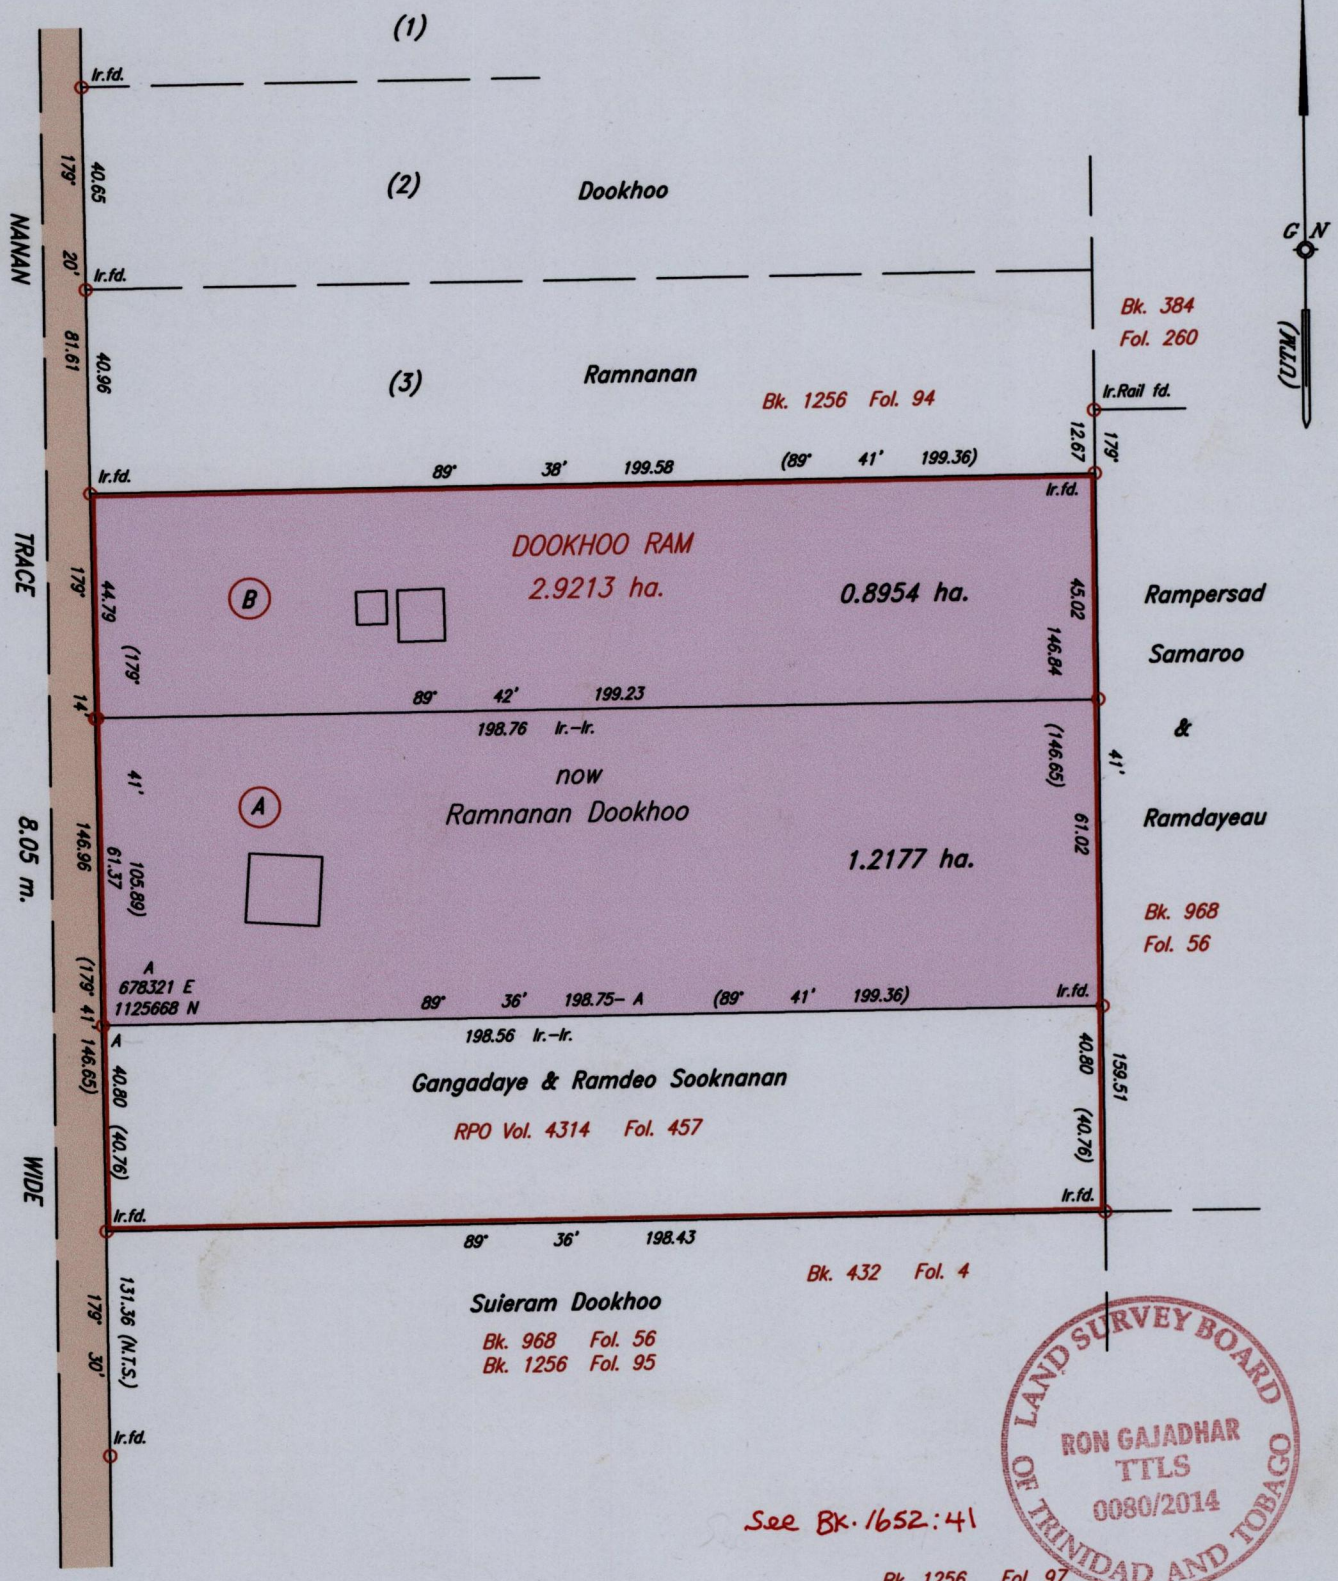 (1)
Ir.fd.
179° 20'
40.65
(2)
Dookhoo
G N
(UTM)
NANAN
Ir.fd.
81.61
40.96
(3)
Ramnanan
Bk. 384
Fol. 260
Bk. 1256 Fol. 94
Ir.Rail fd.
12.67
179° 41'
159.51
Ir.fd.
89° 38' 199.58 (89° 41' 199.36)
Ir.fd.
TRACE
179° 14'
146.96
44.79
(179° 41' 105.89)
B
DOOKHOO RAM
2.9213 ha.
0.8954 ha.
45.02
146.84
(146.65)
Rampersad
Samaroo
&
Ramdayeau
89° 42' 199.23
198.76 Ir.-Ir.
now
Ramnanan Dookhoo
A
1.2177 ha.
61.37
61.02
8.05 m.
Bk. 968
Fol. 56
A
678321 E
1125668 N
(179° 41' 146.65)
89° 36' 198.75- A (89° 41' 199.36)
Ir.fd.
A
198.56 Ir.-Ir.
40.80 (40.76)
Gangadaye & Ramdeo Sooknanan
RPO Vol. 4314 Fol. 457
40.80 (40.76)
WIDE
Ir.fd.
Ir.fd.
89° 36' 198.43
Bk. 432 Fol. 4
179° 30'
131.36 (N.T.S.)
Suieram Dookhoo
Bk. 968 Fol. 56
Bk. 1256 Fol. 95
Ir.fd.
LAND SURVEY BOARD
OF TRINIDAD AND TOBAGO
RON GAJADHAR
TTLS
0080/2014
See Bk. 1652:41
Bk. 1256 Fol. 97